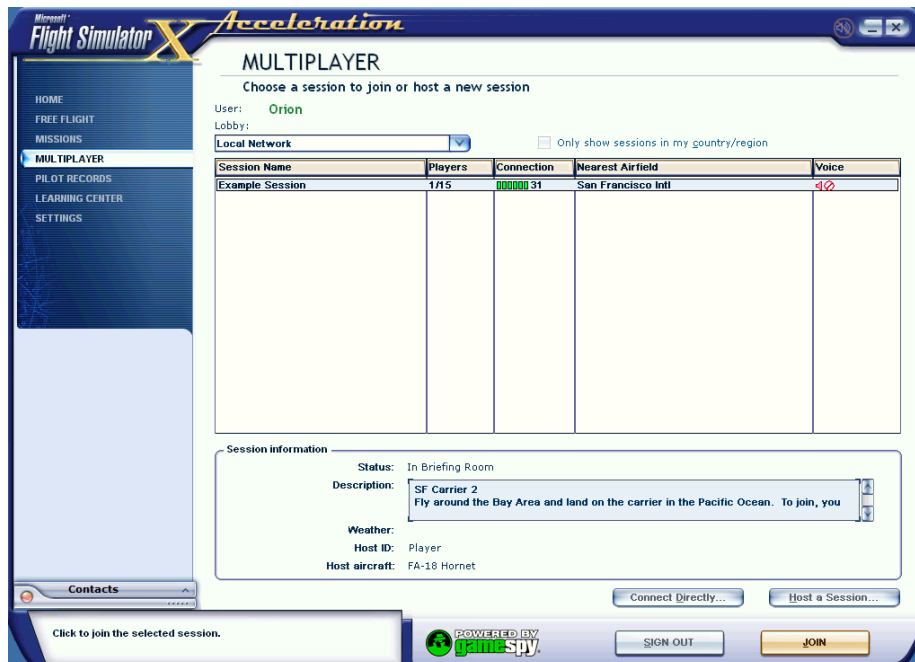 Microsoft®
Flight Simulator X
Acceleration
MULTIPLAYER
Choose a session to join or host a new session
HOME
FREE FLIGHT
MISSIONS
MULTIPLAYER
PILOT RECORDS
LEARNING CENTER
SETTINGS
User: Orion
Lobby:
Local Network
Only show sessions in my country/region
Session Name Players Connection Nearest Airfield Voice
Example Session 1/15 31 San Francisco Intl
Session information
Status: In Briefing Room
Description: SF Carrier 2
Fly around the Bay Area and land on the carrier in the Pacific Ocean. To join, you
Weather:
Host ID: Player
Host aircraft: FA-18 Hornet
Contacts
Connect Directly... Host a Session...
Click to join the selected session.
POWERED BY
gamespy.
SIGN OUT
JOIN